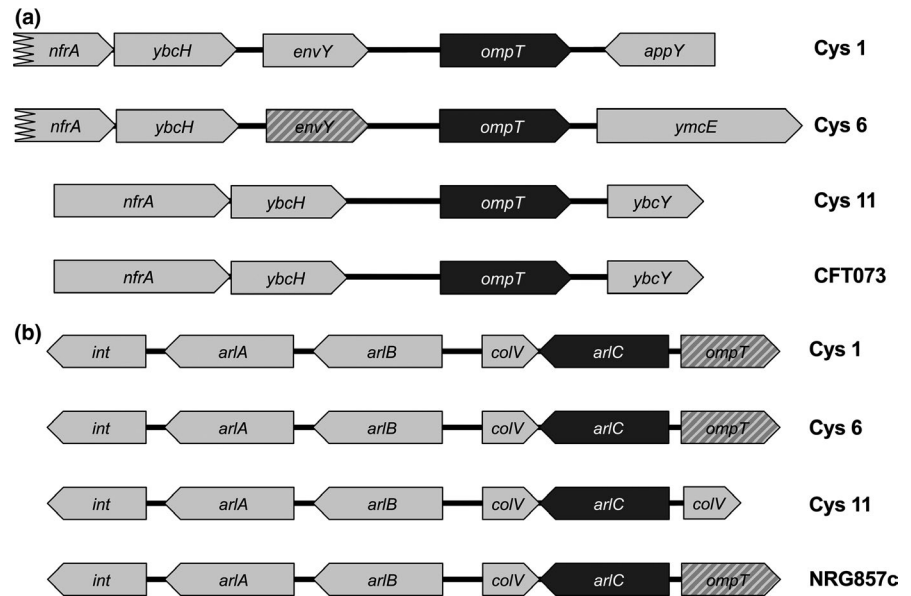 (a)
nfrA ybcH envY ompT appY Cys 1
nfrA ybcH envY ompT ymcE Cys 6
nfrA ybcH ompT ybcY Cys 11
nfrA ybcH ompT ybcY CFT073
(b)
int arlA arlB colV arlC ompT Cys 1
int arlA arlB colV arlC ompT Cys 6
int arlA arlB colV arlC colV Cys 11
int arlA arlB colV arlC ompT NRG857c